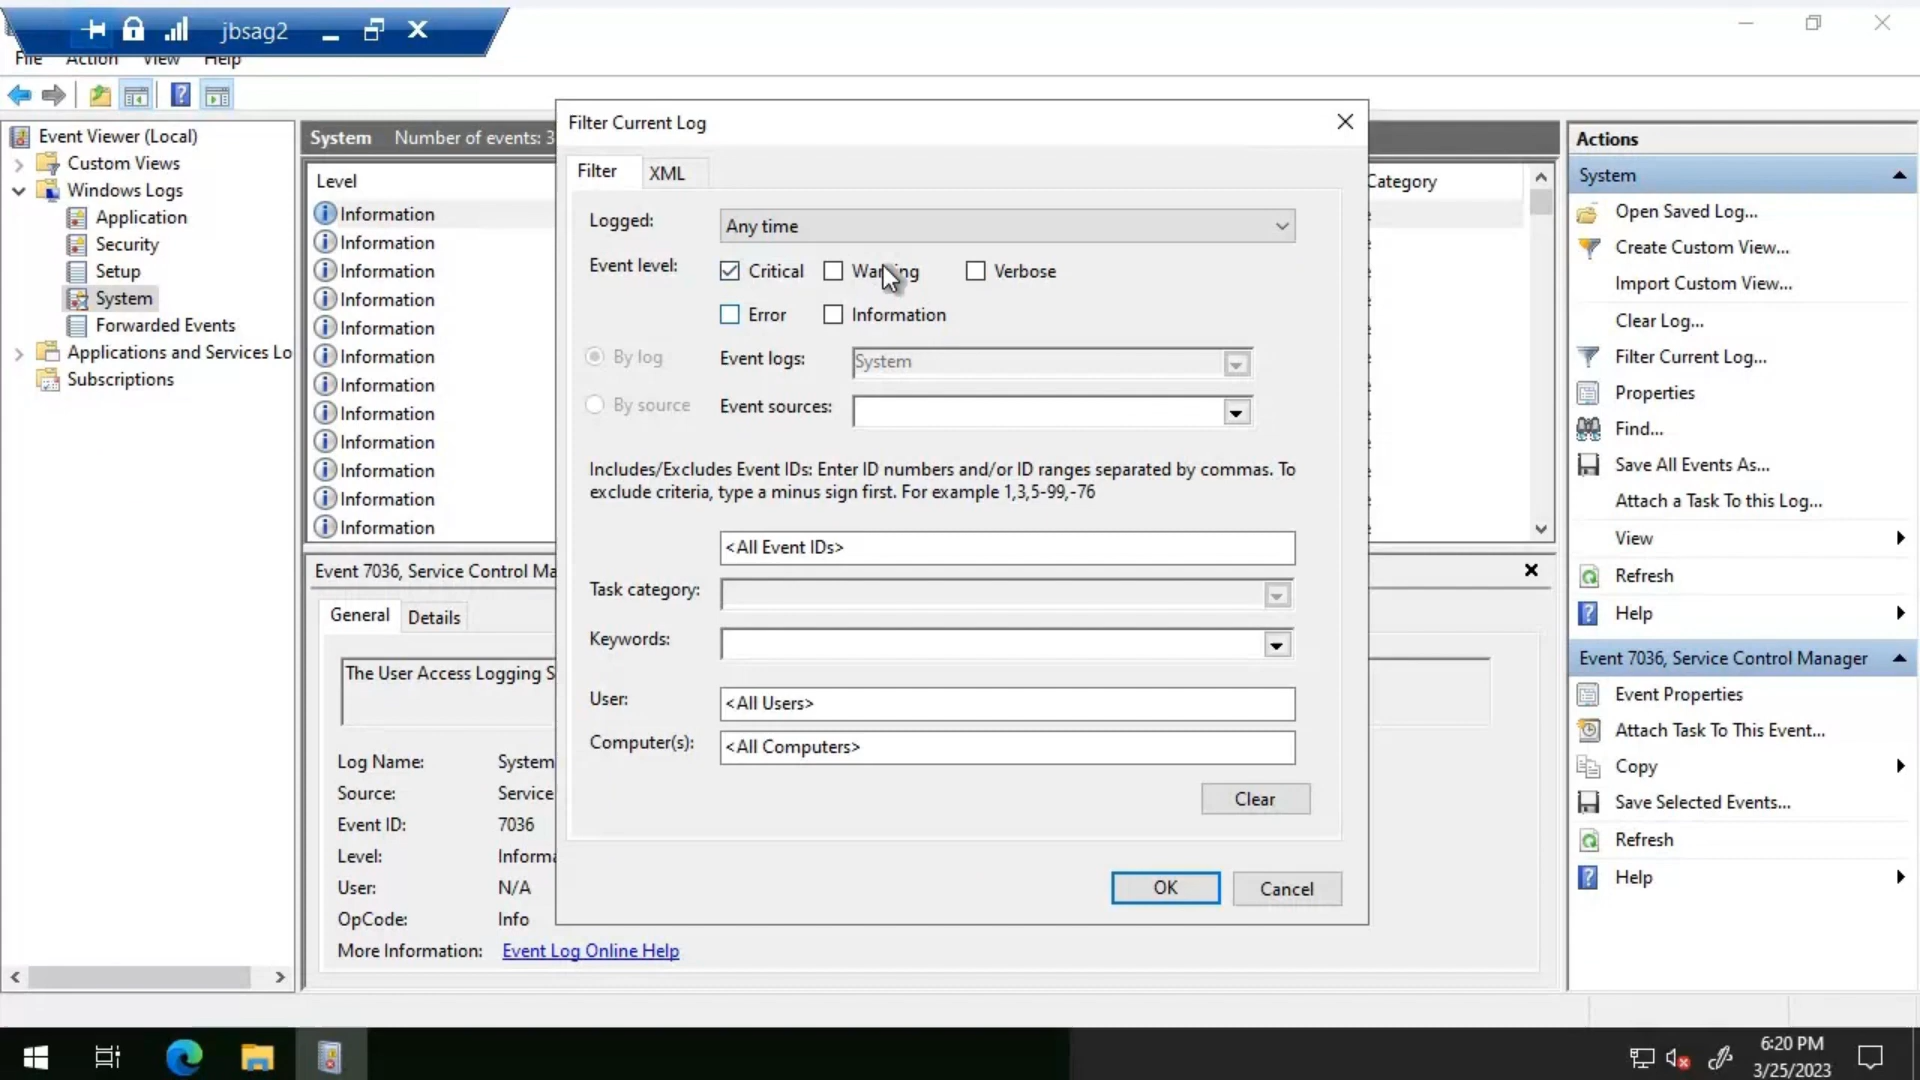 jbsag2
File Action View Help
Event Viewer (Local)
Custom Views
Windows Logs
Application
Security
Setup
System
Forwarded Events
Applications and Services Lo
Subscriptions
System Number of events: 3
Level
Category
Information
Information
Information
Information
Information
Information
Information
Information
Information
Information
Information
Information
Event 7036, Service Control Ma
General Details
The User Access Logging S
Log Name: System
Source: Service
Event ID: 7036
Level: Informa
User: N/A
OpCode: Info
More Information: Event Log Online Help
Filter Current Log
Filter XML
Logged: Any time
Event level: Critical Warning Verbose
Error Information
By log Event logs: System
By source Event sources:
Includes/Excludes Event IDs: Enter ID numbers and/or ID ranges separated by commas. To
exclude criteria, type a minus sign first. For example 1,3,5-99,-76
<All Event IDs>
Task category:
Keywords:
User: <All Users>
Computer(s): <All Computers>
Clear
OK Cancel
Actions
System
Open Saved Log...
Create Custom View...
Import Custom View...
Clear Log...
Filter Current Log...
Properties
Find...
Save All Events As...
Attach a Task To this Log...
View
Refresh
Help
Event 7036, Service Control Manager
Event Properties
Attach Task To This Event...
Copy
Save Selected Events...
Refresh
Help
6:20 PM
3/25/2023